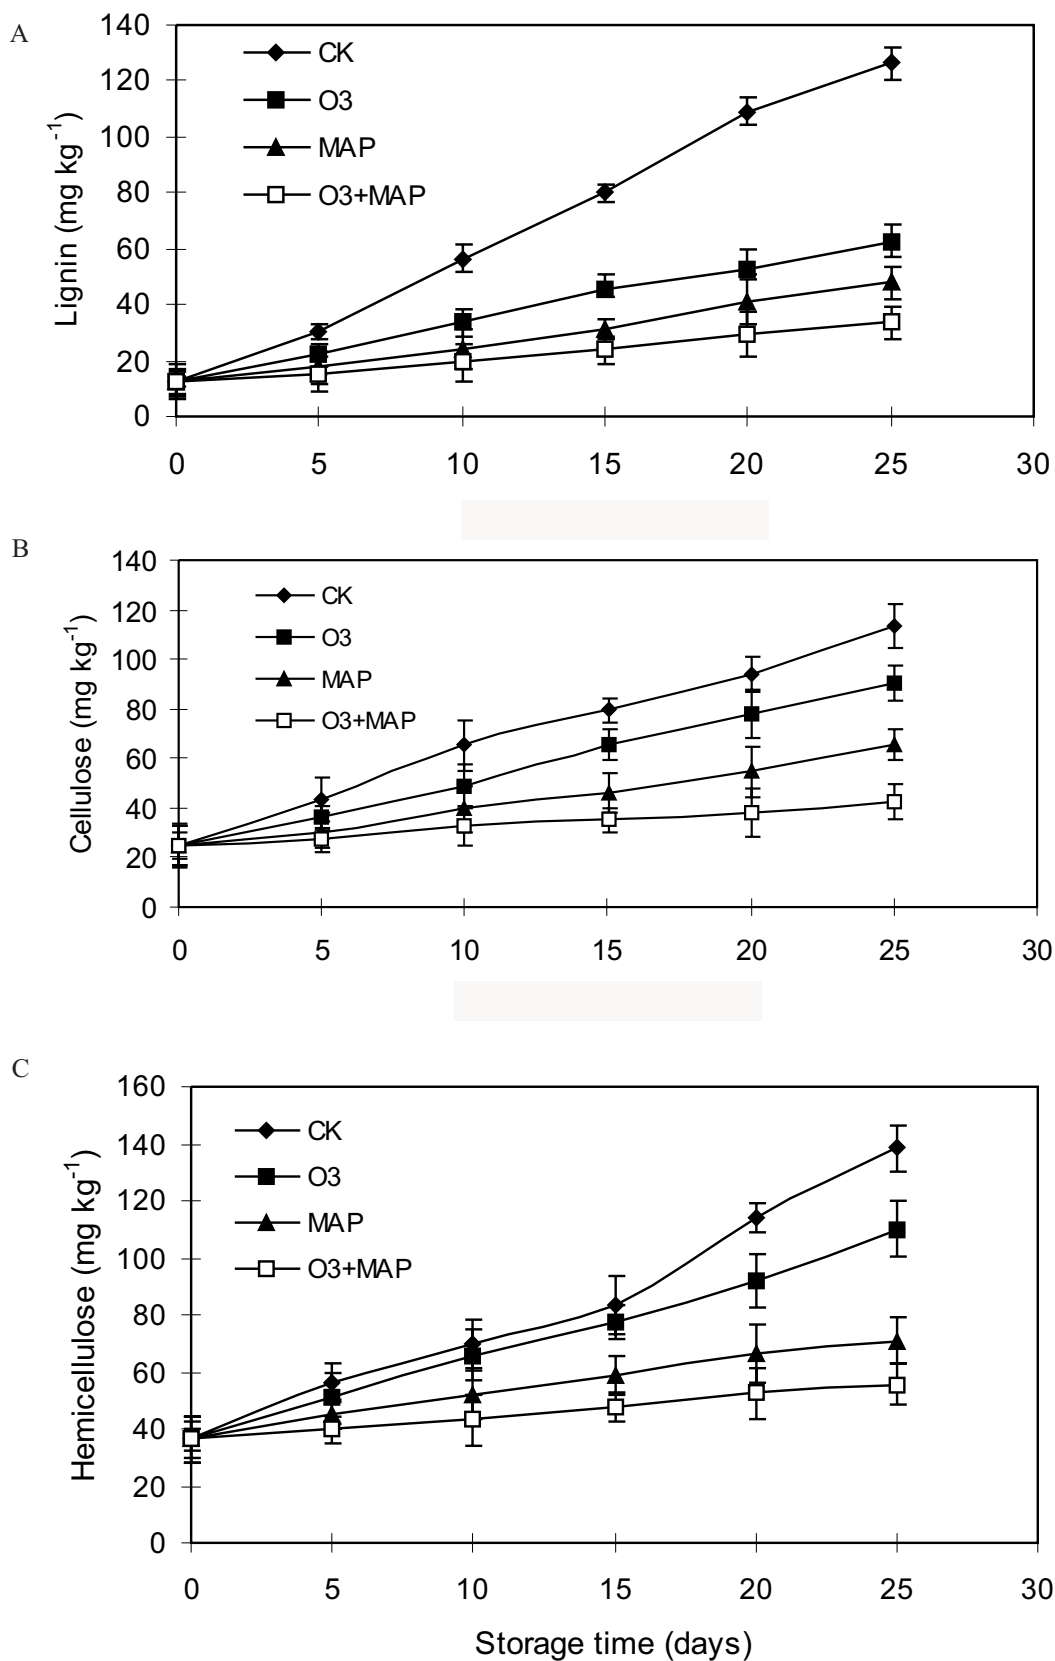 A
140
120
100
80
60
40
20
0
Lignin (mg kg-1)
CK
O3
MAP
O3+MAP
0 5 10 15 20 25 30
B
140
120
100
80
60
40
20
0
Cellulose (mg kg-1)
CK
O3
MAP
O3+MAP
0 5 10 15 20 25 30
C
160
140
120
100
80
60
40
20
0
Hemicellulose (mg kg-1)
CK
O3
MAP
O3+MAP
0 5 10 15 20 25 30
Storage time (days)